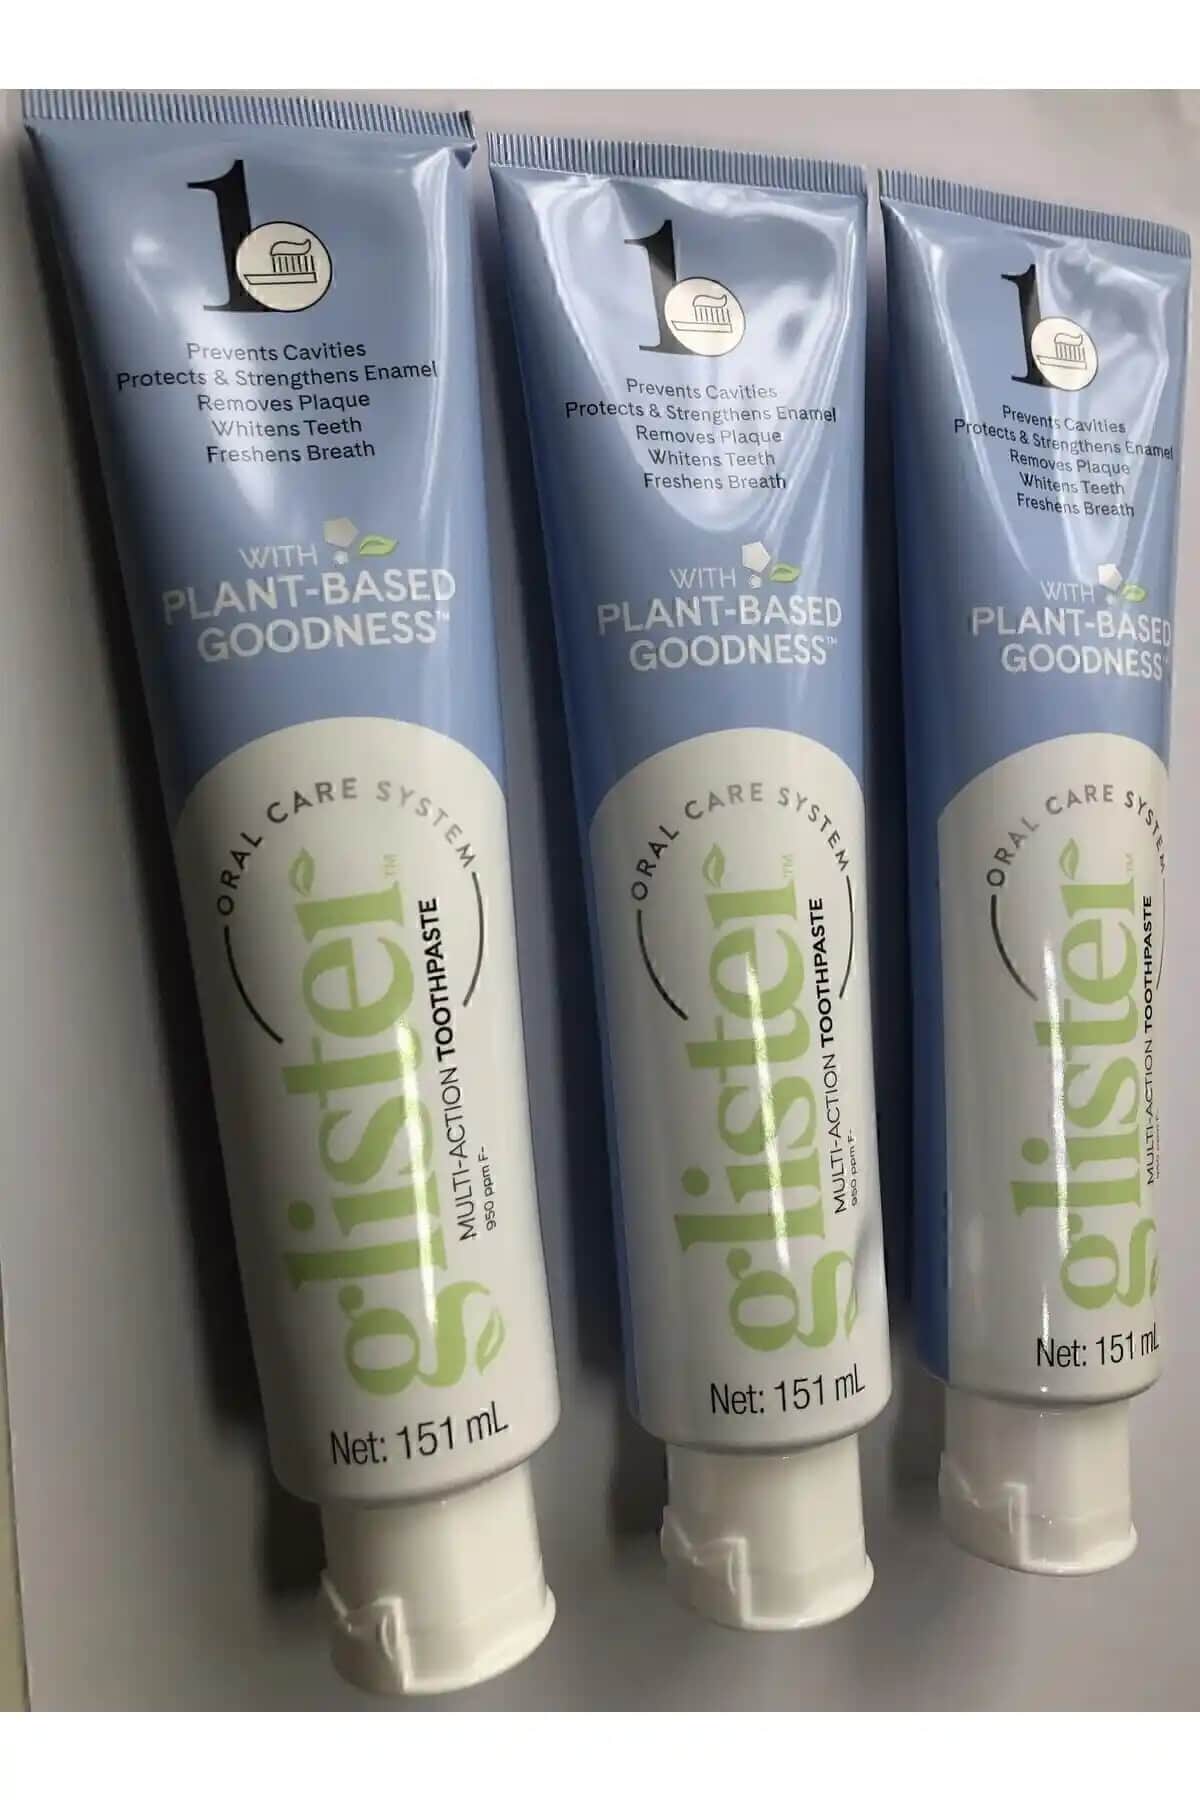 1
Prevents Cavities
Protects & Strengthens Enamel
Removes Plaque
Whitens Teeth
Freshens Breath
WITH
PLANT-BASED
GOODNESS™
ORAL CARE SYSTEM
glister™
MULTI-ACTION TOOTHPASTE
950 ppm F-
Net: 151 mL
1
Prevents Cavities
Protects & Strengthens Enamel
Removes Plaque
Whitens Teeth
Freshens Breath
WITH
PLANT-BASED
GOODNESS™
ORAL CARE SYSTEM
glister™
MULTI-ACTION TOOTHPASTE
950 ppm F-
Net: 151 mL
1
Prevents Cavities
Protects & Strengthens Enamel
Removes Plaque
Whitens Teeth
Freshens Breath
WITH
PLANT-BASED
GOODNESS
ORAL CARE SYSTEM
glister™
MULTI-ACTION TOOTHPASTE
Net: 151 mL